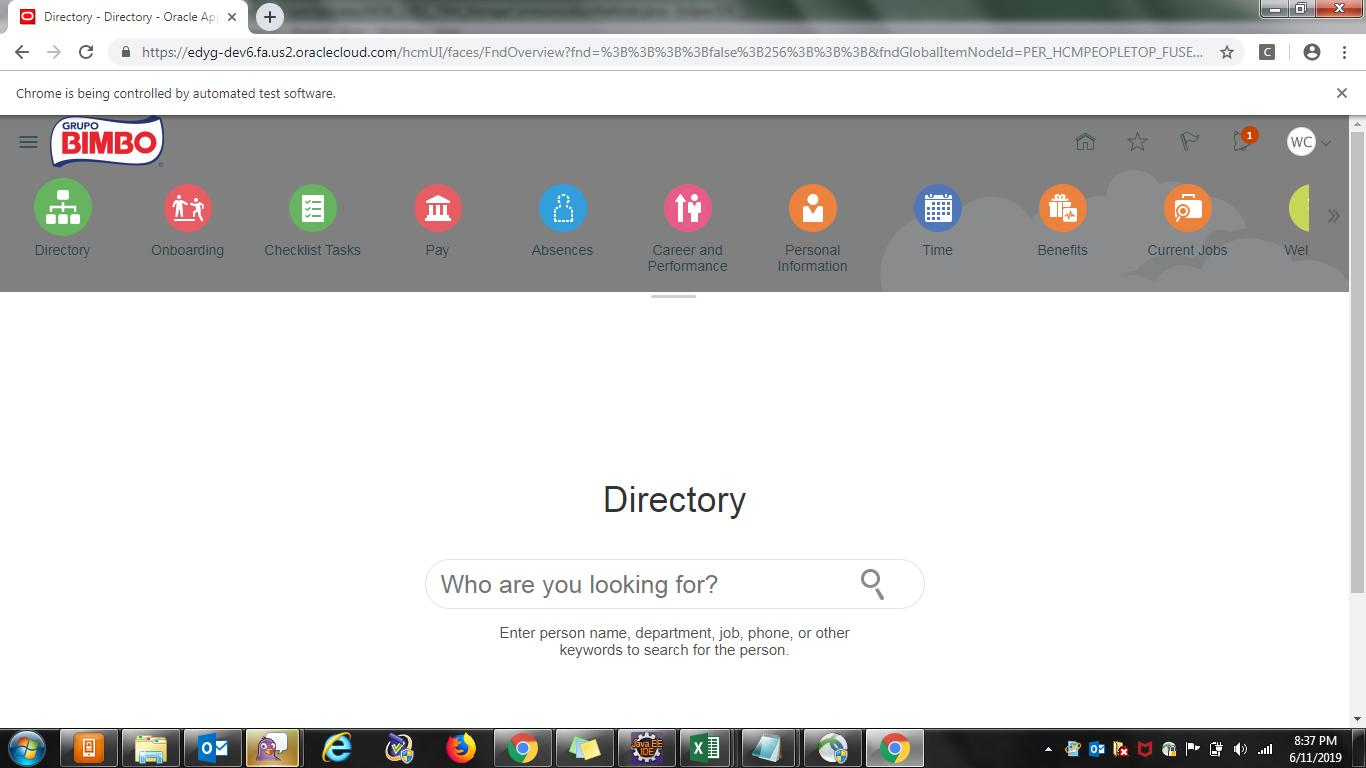 Directory - Directory - Oracle Ap
https://edyg-dev6.fa.us2.oraclecloud.com/hcmUI/faces/FndOverview?fnd=%3B%3B%3B%3Bfalse%3B256%3B%3B%3B&fndGlobalItemNodeId=PER_HCMPEOPLETOP_FUSE...
C
Chrome is being controlled by automated test software.
GRUPO
BIMBO
1
WC
Directory
Onboarding
Checklist Tasks
Pay
Absences
Career and
Performance
Personal
Information
Time
Benefits
Current Jobs
Wel
Directory
Who are you looking for?
Enter person name, department, job, phone, or other
keywords to search for the person.
Java EE
IDE
8:37 PM
6/11/2019